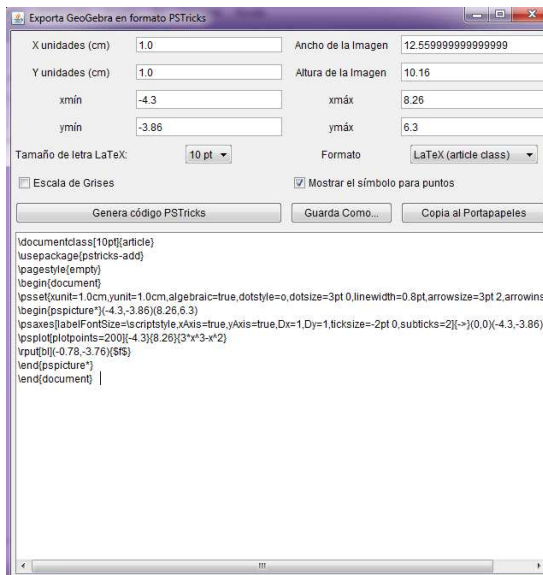 Exporta GeoGebra en formato PSTricks
X unidades (cm) 1.0 Ancho de la Imagen 12.559999999999999
Y unidades (cm) 1.0 Altura de la Imagen 10.16
xmín -4.3 xmáx 8.26
ymín -3.86 ymáx 6.3
Tamaño de letra LaTeX: 10 pt Formato LaTeX (article class)
Escala de Grises Mostrar el símbolo para puntos
Genera código PSTricks Guarda Como... Copia al Portapapeles
\documentclass[10pt]{article}
\usepackage{pstricks-add}
\pagestyle{empty}
\begin{document}
\psset{xunit=1.0cm,yunit=1.0cm,algebraic=true,dotstyle=o,dotsize=3pt 0,linewidth=0.8pt,arrowsize=3pt 2,arrowins
\begin{pspicture*}(-4.3,-3.86)(8.26,6.3)
\psaxes[labelFontSize=\scriptstyle,xAxis=true,yAxis=true,Dx=1,Dy=1,ticksize=-2pt 0,subticks=2]{->}(0,0)(-4.3,-3.86)
\psplot[plotpoints=200]{-4.3}{8.26}{3*x^3-x^2}
\rput[bl](-0.78,-3.76){$f$}
\end{pspicture*}
\end{document}